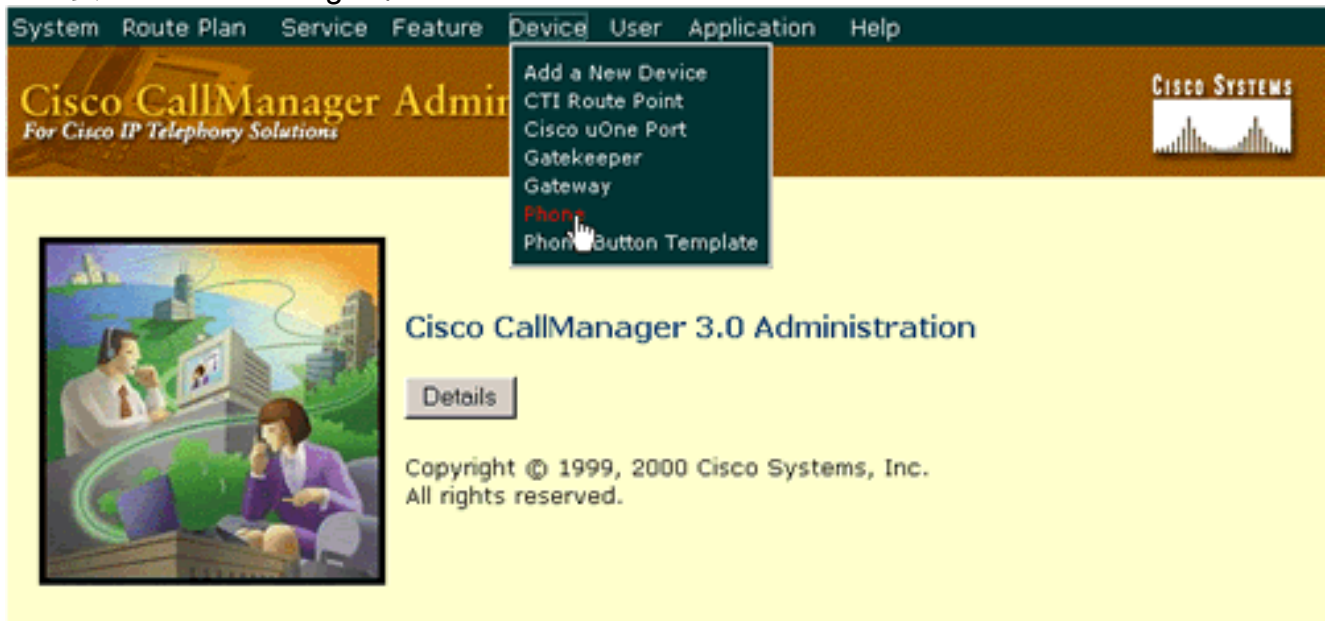 System Route Plan Service Feature Device User Application Help
Cisco CallManager Admin
For Cisco IP Telephony Solutions
CISCO SYSTEMS
Add a New Device
CTI Route Point
Cisco uOne Port
Gatekeeper
Gateway
Phone
Phone Button Template
Cisco CallManager 3.0 Administration
Details
Copyright © 1999, 2000 Cisco Systems, Inc.
All rights reserved.